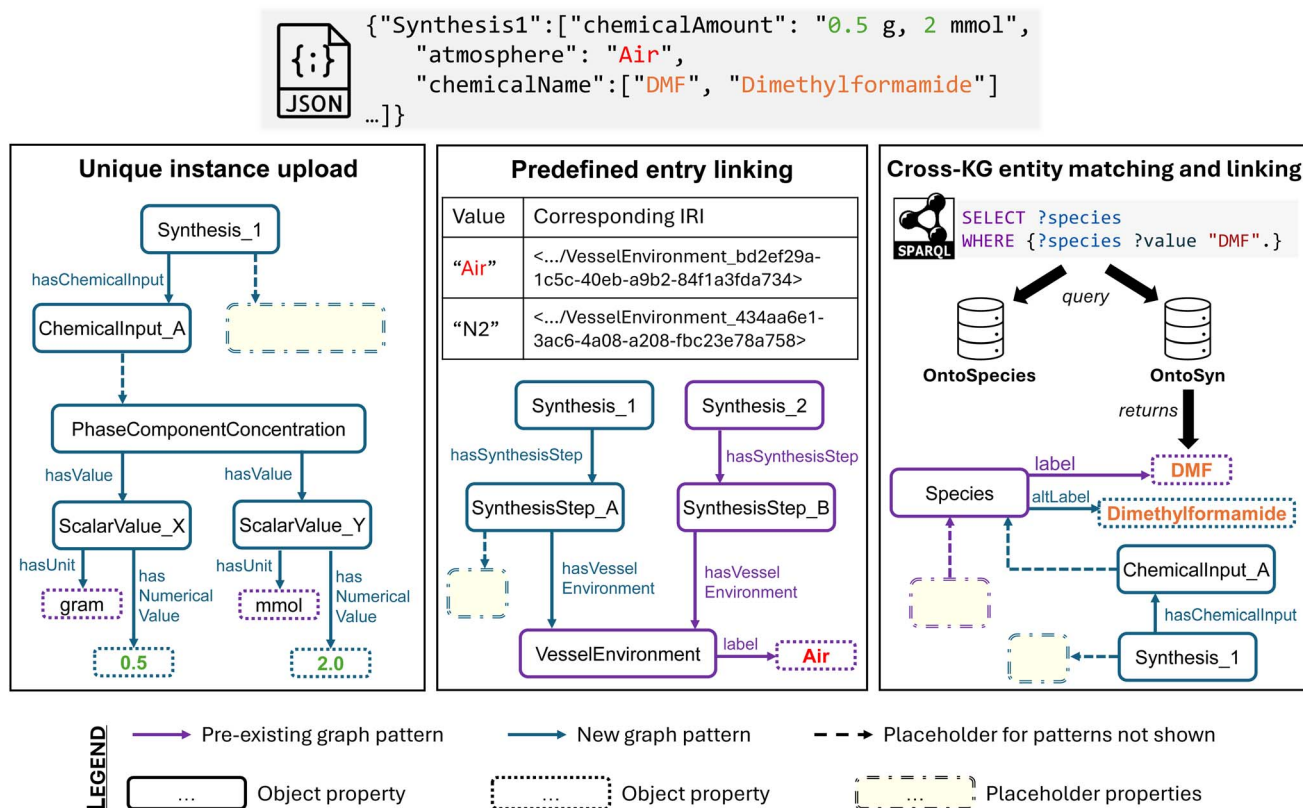 {"Synthesis1":["chemicalAmount": "0.5 g, 2 mmol",
"atmosphere": "Air",
"chemicalName":["DMF", "Dimethylformamide"]
…]}
{;}
JSON
Unique instance upload
Synthesis_1
hasChemicalInput
ChemicalInput_A
PhaseComponentConcentration
hasValue
hasValue
ScalarValue_X
ScalarValue_Y
hasUnit
has
Numerical
Value
hasUnit
has
Numerical
Value
gram
mmol
0.5
2.0
Predefined entry linking
Value
Corresponding IRI
"Air"
<.../VesselEnvironment_bd2ef29a-
1c5c-40eb-a9b2-84f1a3fda734>
"N2"
<.../VesselEnvironment_434aa6e1-
3ac6-4a08-a208-fbc23e78a758>
Synthesis_1
Synthesis_2
hasSynthesisStep
hasSynthesisStep
SynthesisStep_A
SynthesisStep_B
hasVessel
Environment
hasVessel
Environment
VesselEnvironment
label
Air
Cross-KG entity matching and linking
SPARQL
SELECT ?species
WHERE {?species ?value "DMF".}
query
OntoSpecies
OntoSyn
returns
label
DMF
Species
altLabel
Dimethylformamide
ChemicalInput_A
hasChemicalInput
Synthesis_1
LEGEND
Pre-existing graph pattern
New graph pattern
Placeholder for patterns not shown
...
Object property
...
Object property
...
Placeholder properties